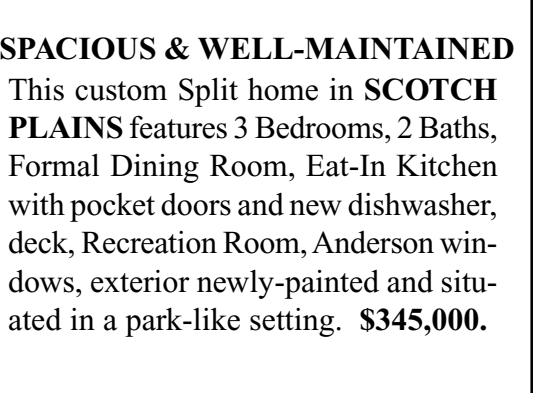 SPACIOUS & WELL-MAINTAINED
This custom Split home in SCOTCH
PLAINS features 3 Bedrooms, 2 Baths,
Formal Dining Room, Eat-In Kitchen
with pocket doors and new dishwasher,
deck, Recreation Room, Anderson win-
dows, exterior newly-painted and situ-
ated in a park-like setting. $345,000.